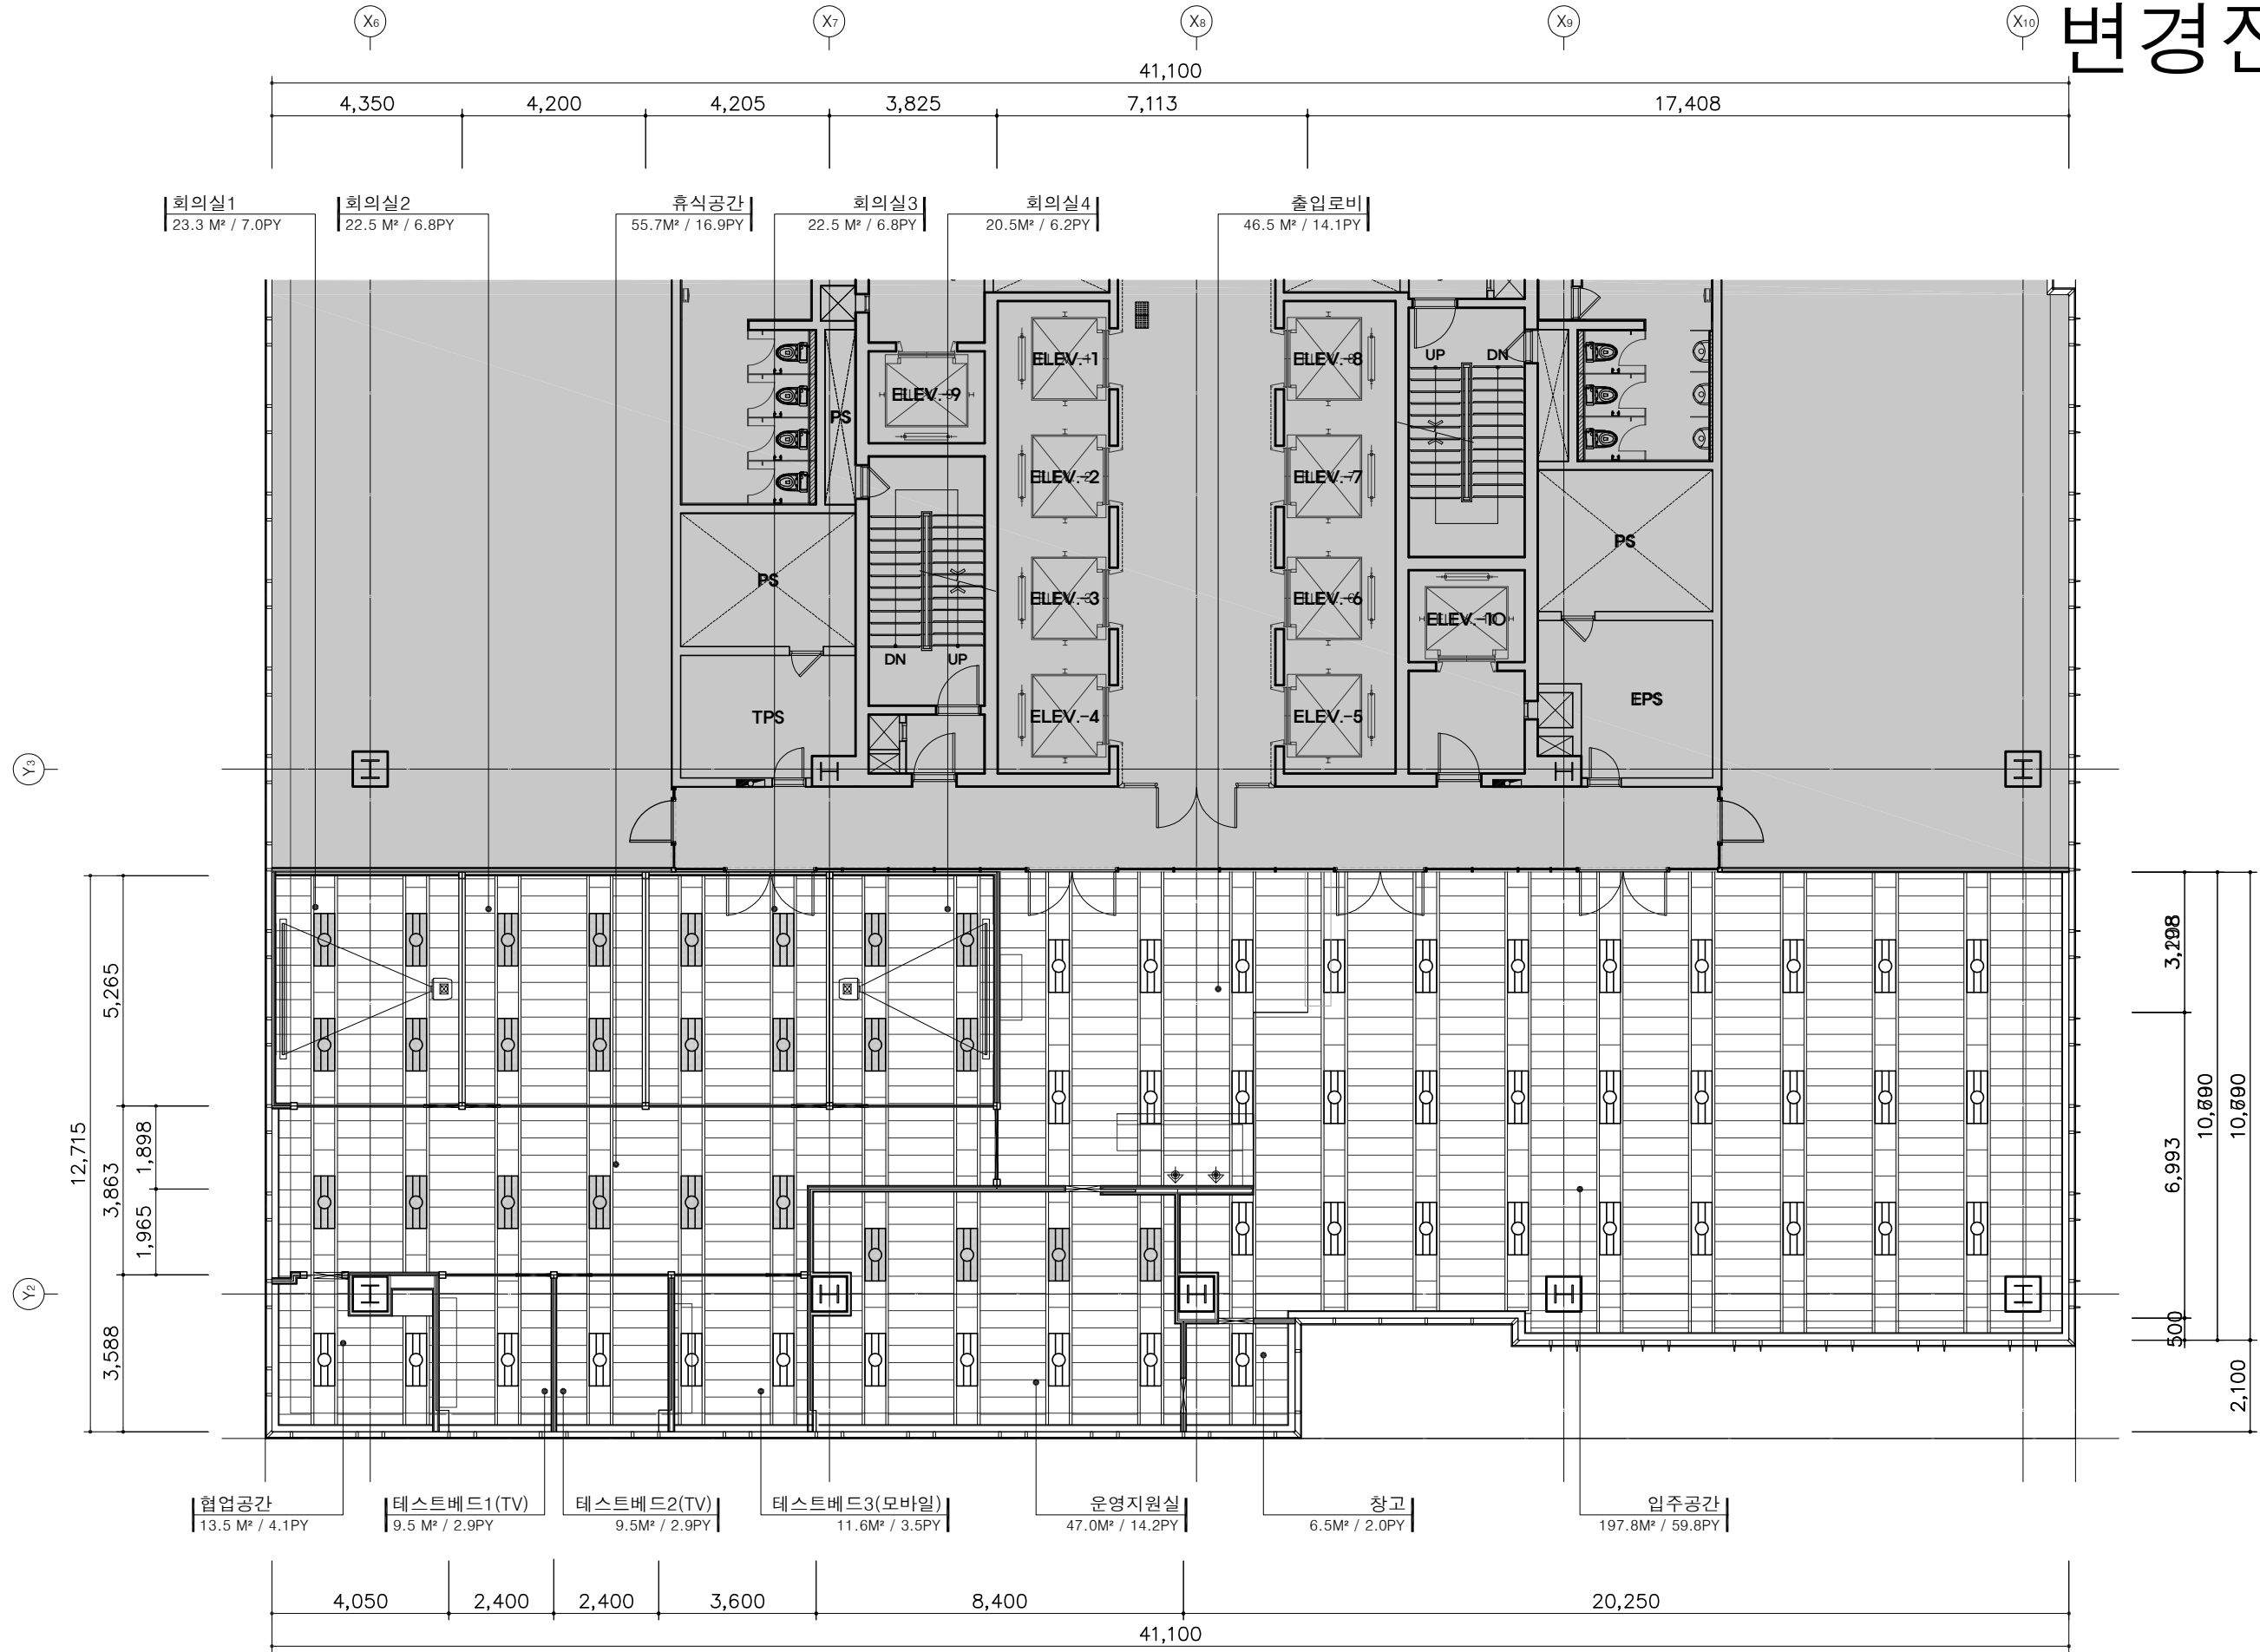 X6
X7
X8
X9
X10
변경전
41,100
4,350
4,200
4,205
3,825
7,113
17,408
회의실1
23.3 M² / 7.0PY
회의실2
22.5 M² / 6.8PY
휴식공간
55.7M² / 16.9PY
회의실3
22.5 M² / 6.8PY
회의실4
20.5M² / 6.2PY
출입로비
46.5 M² / 14.1PY
ELEV.-1
ELEV.-8
UP
DN
ELEV.-9
PS
ELEV.-2
ELEV.-7
PS
PS
ELEV.-3
ELEV.-6
ELEV.-10
DN
UP
TPS
ELEV.-4
ELEV.-5
EPS
Y3
Y2
12,715
5,265
3,863
1,898
1,965
3,588
6,993
500
2,100
협업공간
13.5 M² / 4.1PY
테스트베드1(TV)
9.5 M² / 2.9PY
테스트베드2(TV)
9.5M² / 2.9PY
테스트베드3(모바일)
11.6M² / 3.5PY
운영지원실
47.0M² / 14.2PY
창고
6.5M² / 2.0PY
입주공간
197.8M² / 59.8PY
4,050
2,400
2,400
3,600
8,400
20,250
41,100